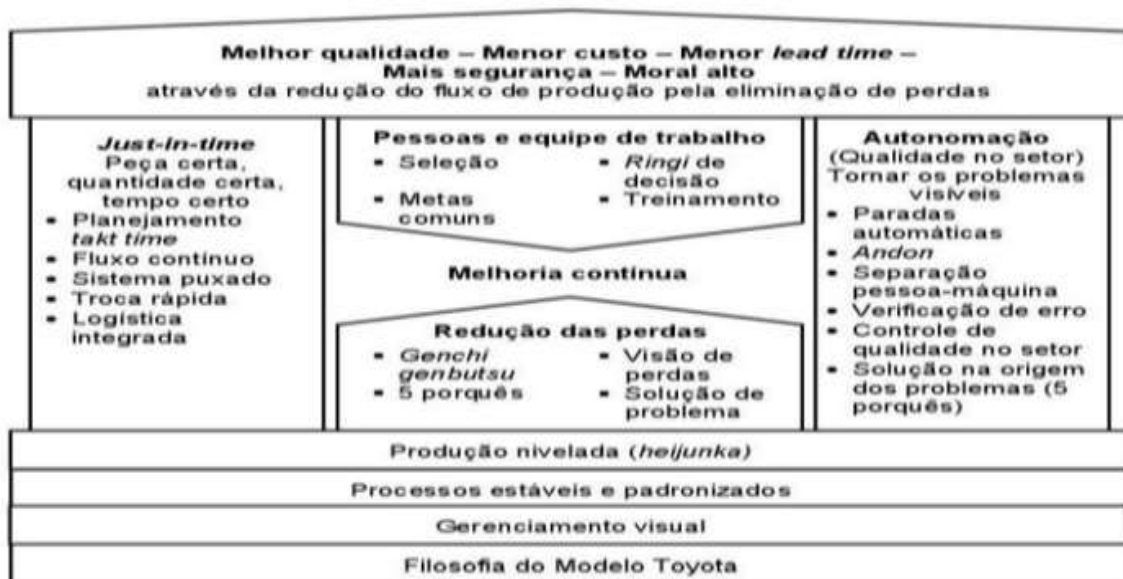 Melhor qualidade – Menor custo – Menor lead time –
Mais segurança – Moral alto
através da redução do fluxo de produção pela eliminação de perdas
Just-in-time
Peça certa,
quantidade certa,
tempo certo
▪ Planejamento
takt time
▪ Fluxo contínuo
▪ Sistema puxado
▪ Troca rápida
▪ Logística
integrada
Pessoas e equipe de trabalho
▪ Seleção
▪ Metas
comuns
▪ Ringi de
decisão
▪ Treinamento
Melhoria contínua
Redução das perdas
▪ Genchi
genbutsu
▪ 5 porquês
▪ Visão de
perdas
▪ Solução de
problema
Autonomação
(Qualidade no setor)
Tornar os problemas
visíveis
▪ Paradas
automáticas
▪ Andon
▪ Separação
pessoa-máquina
▪ Verificação de erro
▪ Controle de
qualidade no setor
▪ Solução na origem
dos problemas (5
porquês)
Produção nivelada (heijunka)
Processos estáveis e padronizados
Gerenciamento visual
Filosofia do Modelo Toyota